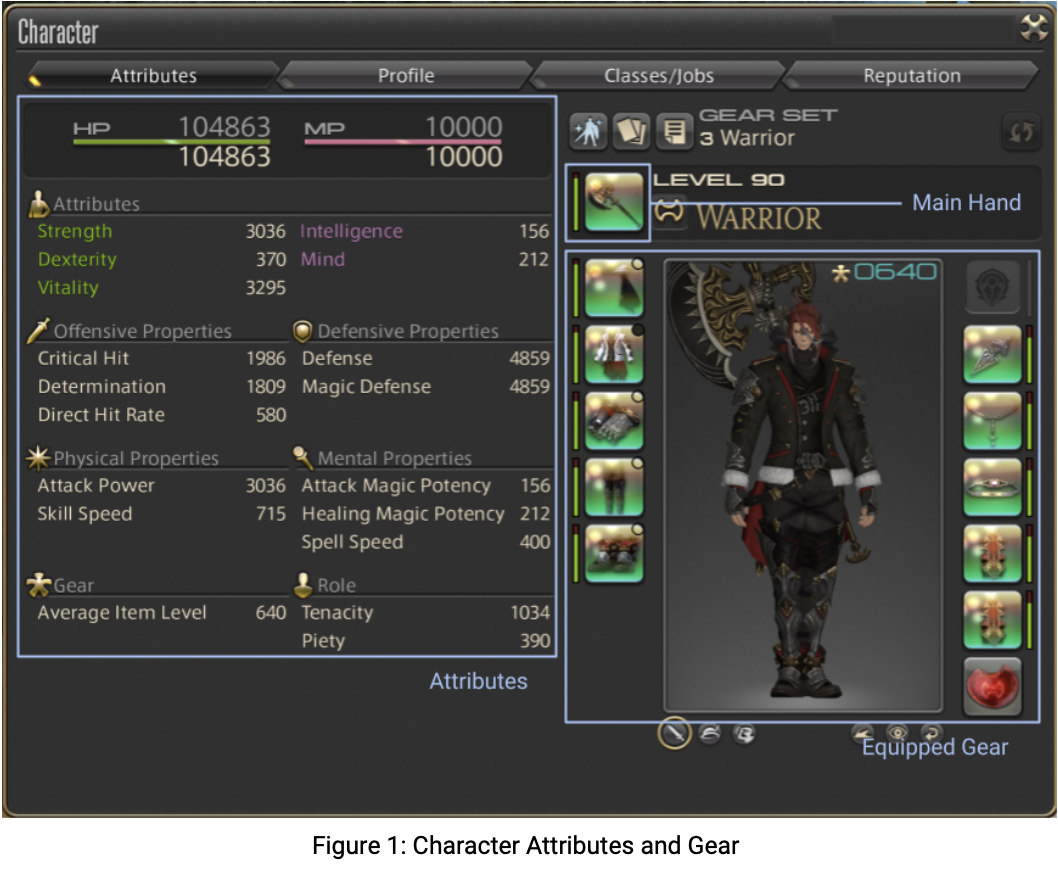 Character
Attributes
Profile
Classes/Jobs
Reputation
HP 104863 MP 10000
104863 10000
GEAR SET
3 Warrior
LEVEL 90
WARRIOR
Main Hand
Attributes
Strength 3036 Intelligence 156
Dexterity 370 Mind 212
Vitality 3295
Offensive Properties Defensive Properties
Critical Hit 1986 Defense 4859
Determination 1809 Magic Defense 4859
Direct Hit Rate 580
Physical Properties Mental Properties
Attack Power 3036 Attack Magic Potency 156
Skill Speed 715 Healing Magic Potency 212
Spell Speed 400
Gear Role
Average Item Level 640 Tenacity 1034
Piety 390
Attributes
0640
Equipped Gear
Figure 1: Character Attributes and Gear